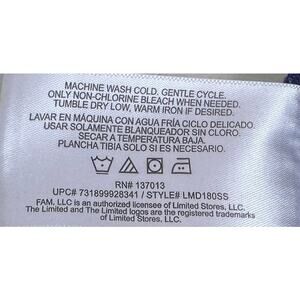 MACHINE WASH COLD. GENTLE CYCLE.
ONLY NON-CHLORINE BLEACH WHEN NEEDED.
TUMBLE DRY LOW, WARM IRON IF DESIRED.
LAVAR EN MÁQUINA CON AGUA FRÍA CICLO DELICADO.
USAR SOLAMENTE BLANQUEADOR SIN CLORO.
SECAR A TEMPERATURA BAJA.
PLANCHA TIBIA SOLO SI ES NECESARIO.
RN# 137013
UPC# 731899928341 / STYLE# LMD180SS
FAM. LLC is an authorized licensee of Limited Stores, LLC.
The Limited and The Limited logos are the registered trademarks
of Limited Stores, LLC.